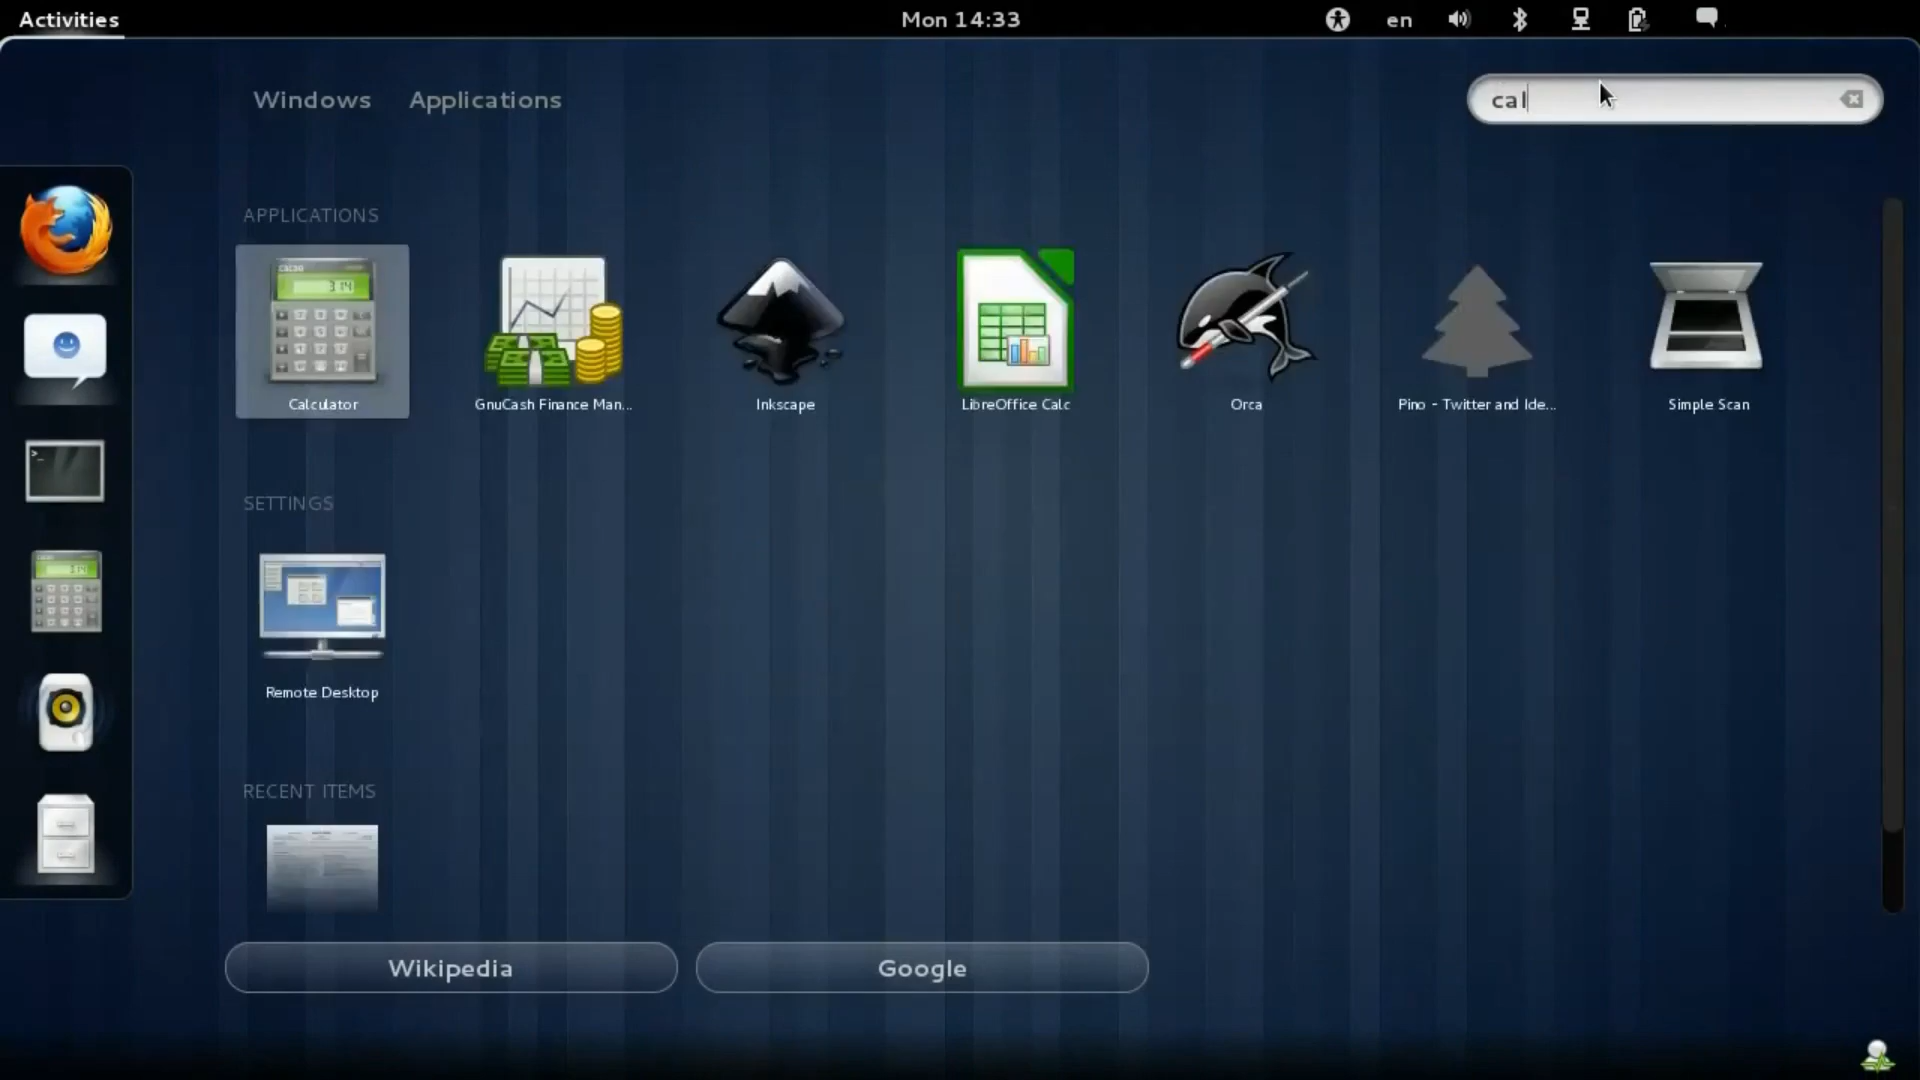 Activities
Mon 14:33
en
Windows
Applications
cal
APPLICATIONS
Calculator
GnuCash Finance Man...
Inkscape
LibreOffice Calc
Orca
Pino - Twitter and Ide...
Simple Scan
SETTINGS
Remote Desktop
RECENT ITEMS
Wikipedia
Google